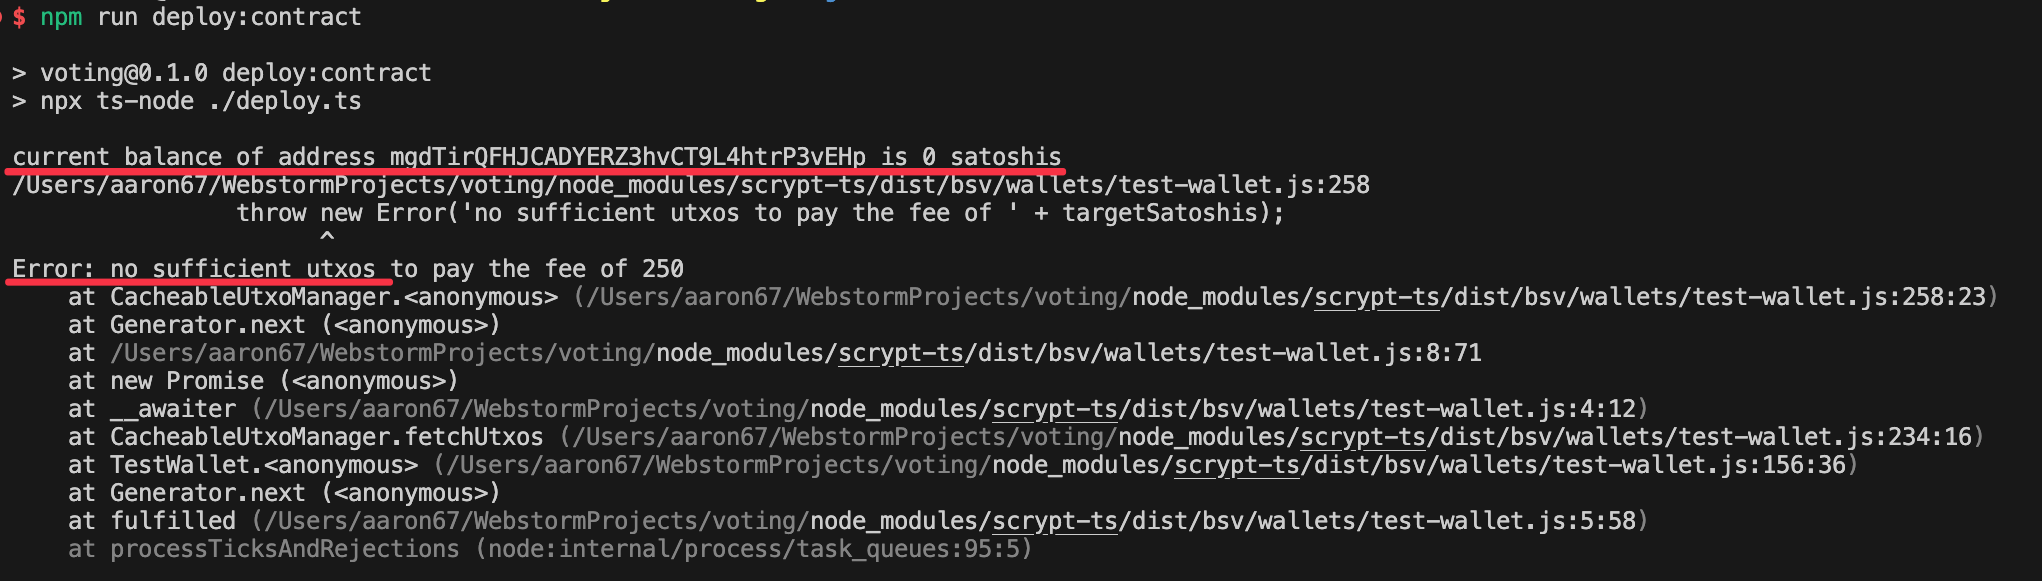 $ npm run deploy:contract
> voting@0.1.0 deploy:contract
> npx ts-node ./deploy.ts
current balance of address mgdTirQFHJCADYERZ3hvCT9L4htrP3vEHp is 0 satoshis
/Users/aaron67/WebstormProjects/voting/node_modules/scrypt-ts/dist/bsv/wallets/test-wallet.js:258
throw new Error('no sufficient utxos to pay the fee of ' + targetSatoshis);
^
Error: no sufficient utxos to pay the fee of 250
at CacheableUtxoManager.<anonymous> (/Users/aaron67/WebstormProjects/voting/node_modules/scrypt-ts/dist/bsv/wallets/test-wallet.js:258:23)
at Generator.next (<anonymous>)
at /Users/aaron67/WebstormProjects/voting/node_modules/scrypt-ts/dist/bsv/wallets/test-wallet.js:8:71
at new Promise (<anonymous>)
at __awaiter (/Users/aaron67/WebstormProjects/voting/node_modules/scrypt-ts/dist/bsv/wallets/test-wallet.js:4:12)
at CacheableUtxoManager.fetchUtxos (/Users/aaron67/WebstormProjects/voting/node_modules/scrypt-ts/dist/bsv/wallets/test-wallet.js:234:16)
at TestWallet.<anonymous> (/Users/aaron67/WebstormProjects/voting/node_modules/scrypt-ts/dist/bsv/wallets/test-wallet.js:156:36)
at Generator.next (<anonymous>)
at fulfilled (/Users/aaron67/WebstormProjects/voting/node_modules/scrypt-ts/dist/bsv/wallets/test-wallet.js:5:58)
at processTicksAndRejections (node:internal/process/task_queues:95:5)